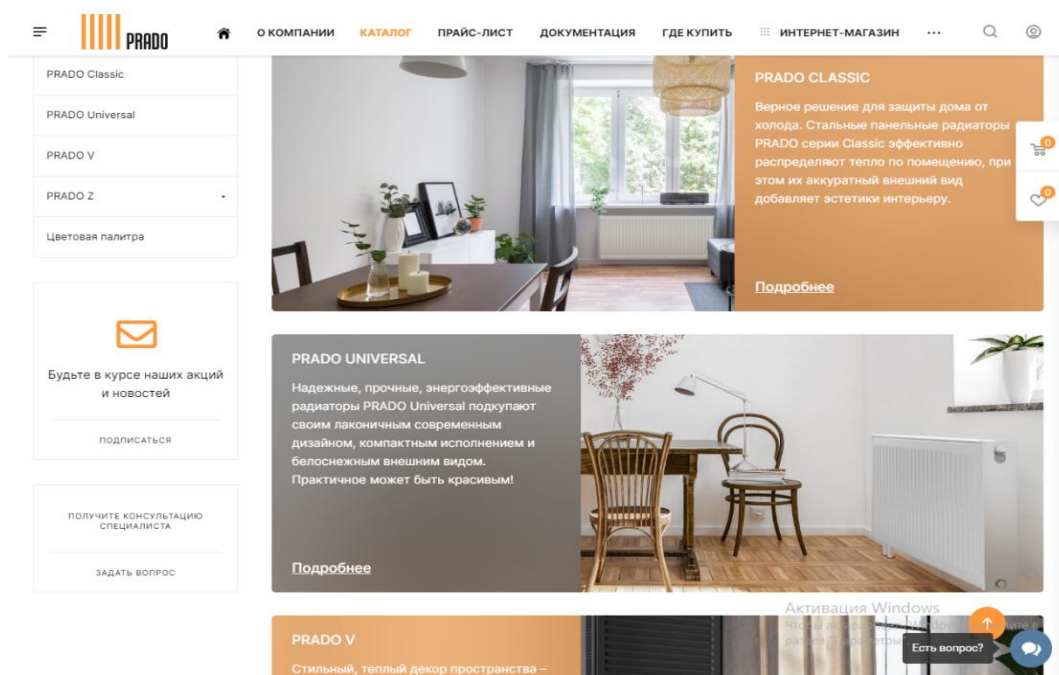 PRADO
О КОМПАНИИ
КАТАЛОГ
ПРАЙС-ЛИСТ
ДОКУМЕНТАЦИЯ
ГДЕ КУПИТЬ
ИНТЕРНЕТ-МАГАЗИН
...
PRADO Classic
PRADO Universal
PRADO V
PRADO Z
Цветовая палитра
Будьте в курсе наших акций
и новостей
ПОДПИСАТЬСЯ
ПОЛУЧИТЕ КОНСУЛЬТАЦИЮ
СПЕЦИАЛИСТА
ЗАДАТЬ ВОПРОС
PRADO CLASSIC
Верное решение для защиты дома от
холода. Стальные панельные радиаторы
PRADO серии Classic эффективно
распределяют тепло по помещению, при
этом их аккуратный внешний вид
добавляет эстетики интерьеру.
Подробнее
0
0
PRADO UNIVERSAL
Надежные, прочные, энергоэффективные
радиаторы PRADO Universal подкупают
своим лаконичным современным
дизайном, компактным исполнением и
белоснежным внешним видом.
Практичное может быть красивым!
Подробнее
PRADO V
Стильный, теплый декор пространства –
Активация Windows
Есть вопрос?